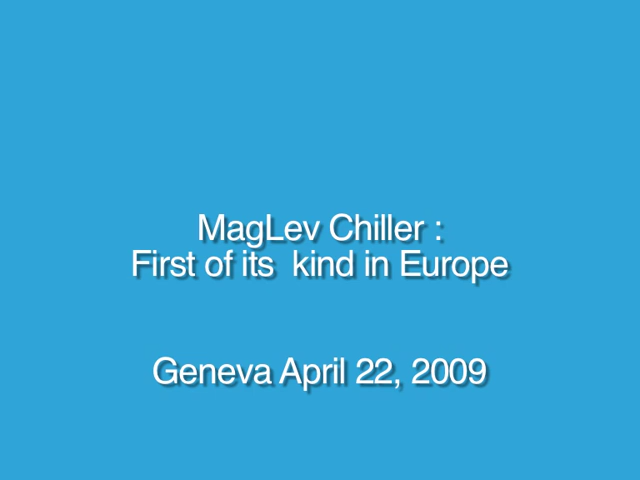 MagLev Chiller :
First of its  kind in Europe
Geneva April 22, 2009